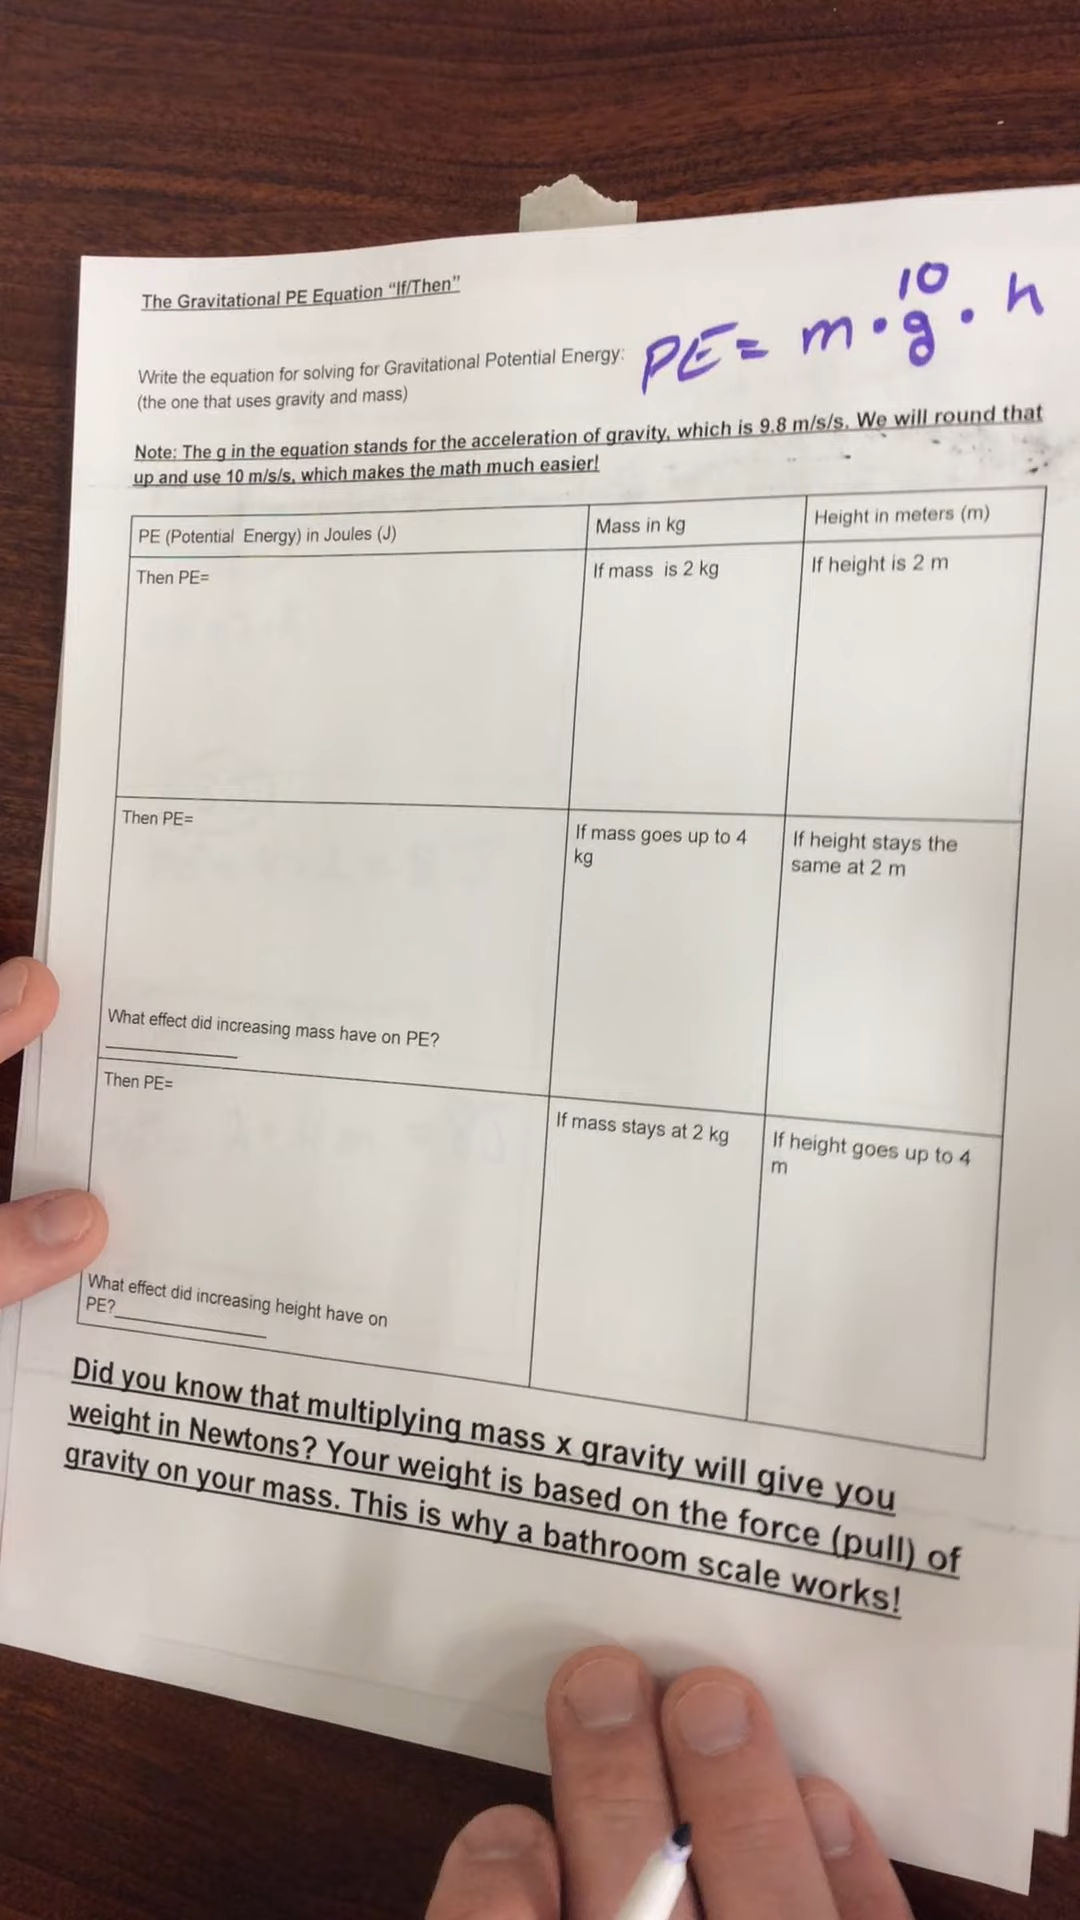 The Gravitational PE Equation “If/Then”
10
PE= m•g•h
Write the equation for solving for Gravitational Potential Energy:
(the one that uses gravity and mass)
Note: The g in the equation stands for the acceleration of gravity, which is 9.8 m/s/s. We will round that
up and use 10 m/s/s, which makes the math much easier!
PE (Potential Energy) in Joules (J)
Mass in kg
Height in meters (m)
Then PE=
If mass is 2 kg
If height is 2 m
Then PE=
If mass goes up to 4
kg
If height stays the
same at 2 m
What effect did increasing mass have on PE?
Then PE=
If mass stays at 2 kg
If height goes up to 4
m
What effect did increasing height have on
PE?
Did you know that multiplying mass x gravity will give you
weight in Newtons? Your weight is based on the force (pull) of
gravity on your mass. This is why a bathroom scale works!